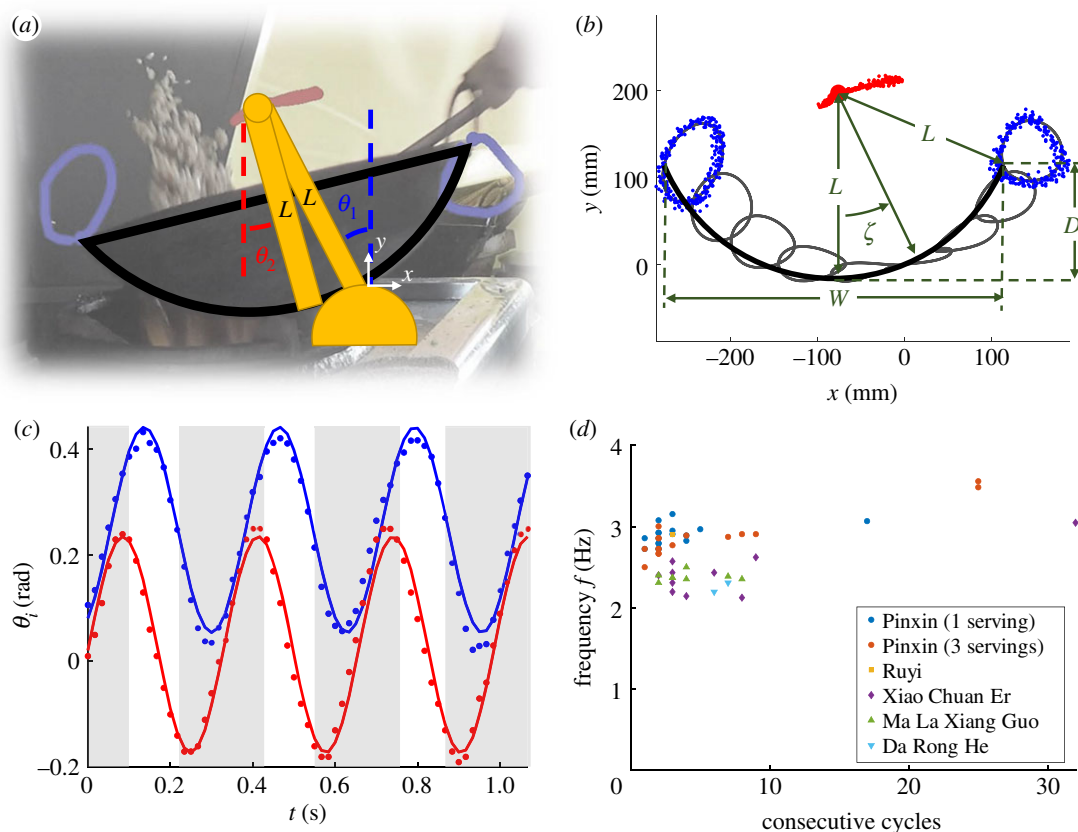 (a)
L
L
θ1
θ2
y
x
(b)
y (mm)
200
100
0
−200
−100
0
100
x (mm)
L
L
ζ
D
W
(c)
θi (rad)
0.4
0.2
0
−0.2
0
0.2
0.4
0.6
0.8
1.0
t (s)
(d)
frequency f (Hz)
4
3
2
1
0
10
20
30
consecutive cycles
Pinxin (1 serving)
Pinxin (3 servings)
Ruyi
Xiao Chuan Er
Ma La Xiang Guo
Da Rong He